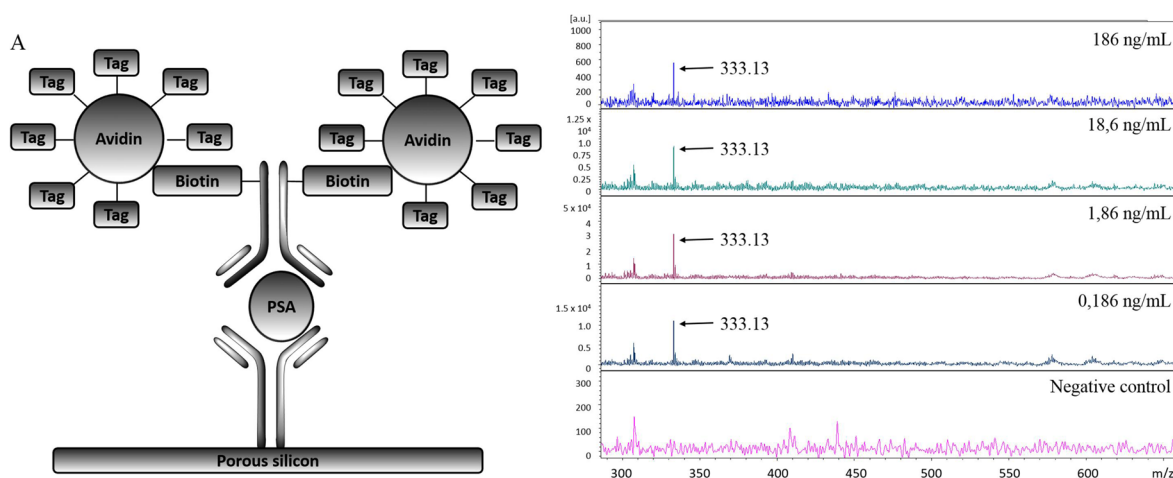 A
Tag
Tag
Tag
Tag
Avidin
Tag
Tag
Tag
Biotin
Tag
Tag
Tag
Tag
Avidin
Tag
Tag
Tag
Biotin
Tag
PSA
Porous silicon
[a.u.]
1000
800
600
400
200
0
333.13
186 ng/mL
1.25 x
10⁴
1.0
0.75
0.5
0.25
0
333.13
18,6 ng/mL
5 x 10⁴
4
3
2
1
0
333.13
1,86 ng/mL
1.5 x 10⁴
1.0
0.5
0
333.13
0,186 ng/mL
300
200
100
0
Negative control
300 350 400 450 500 550 600 m/z